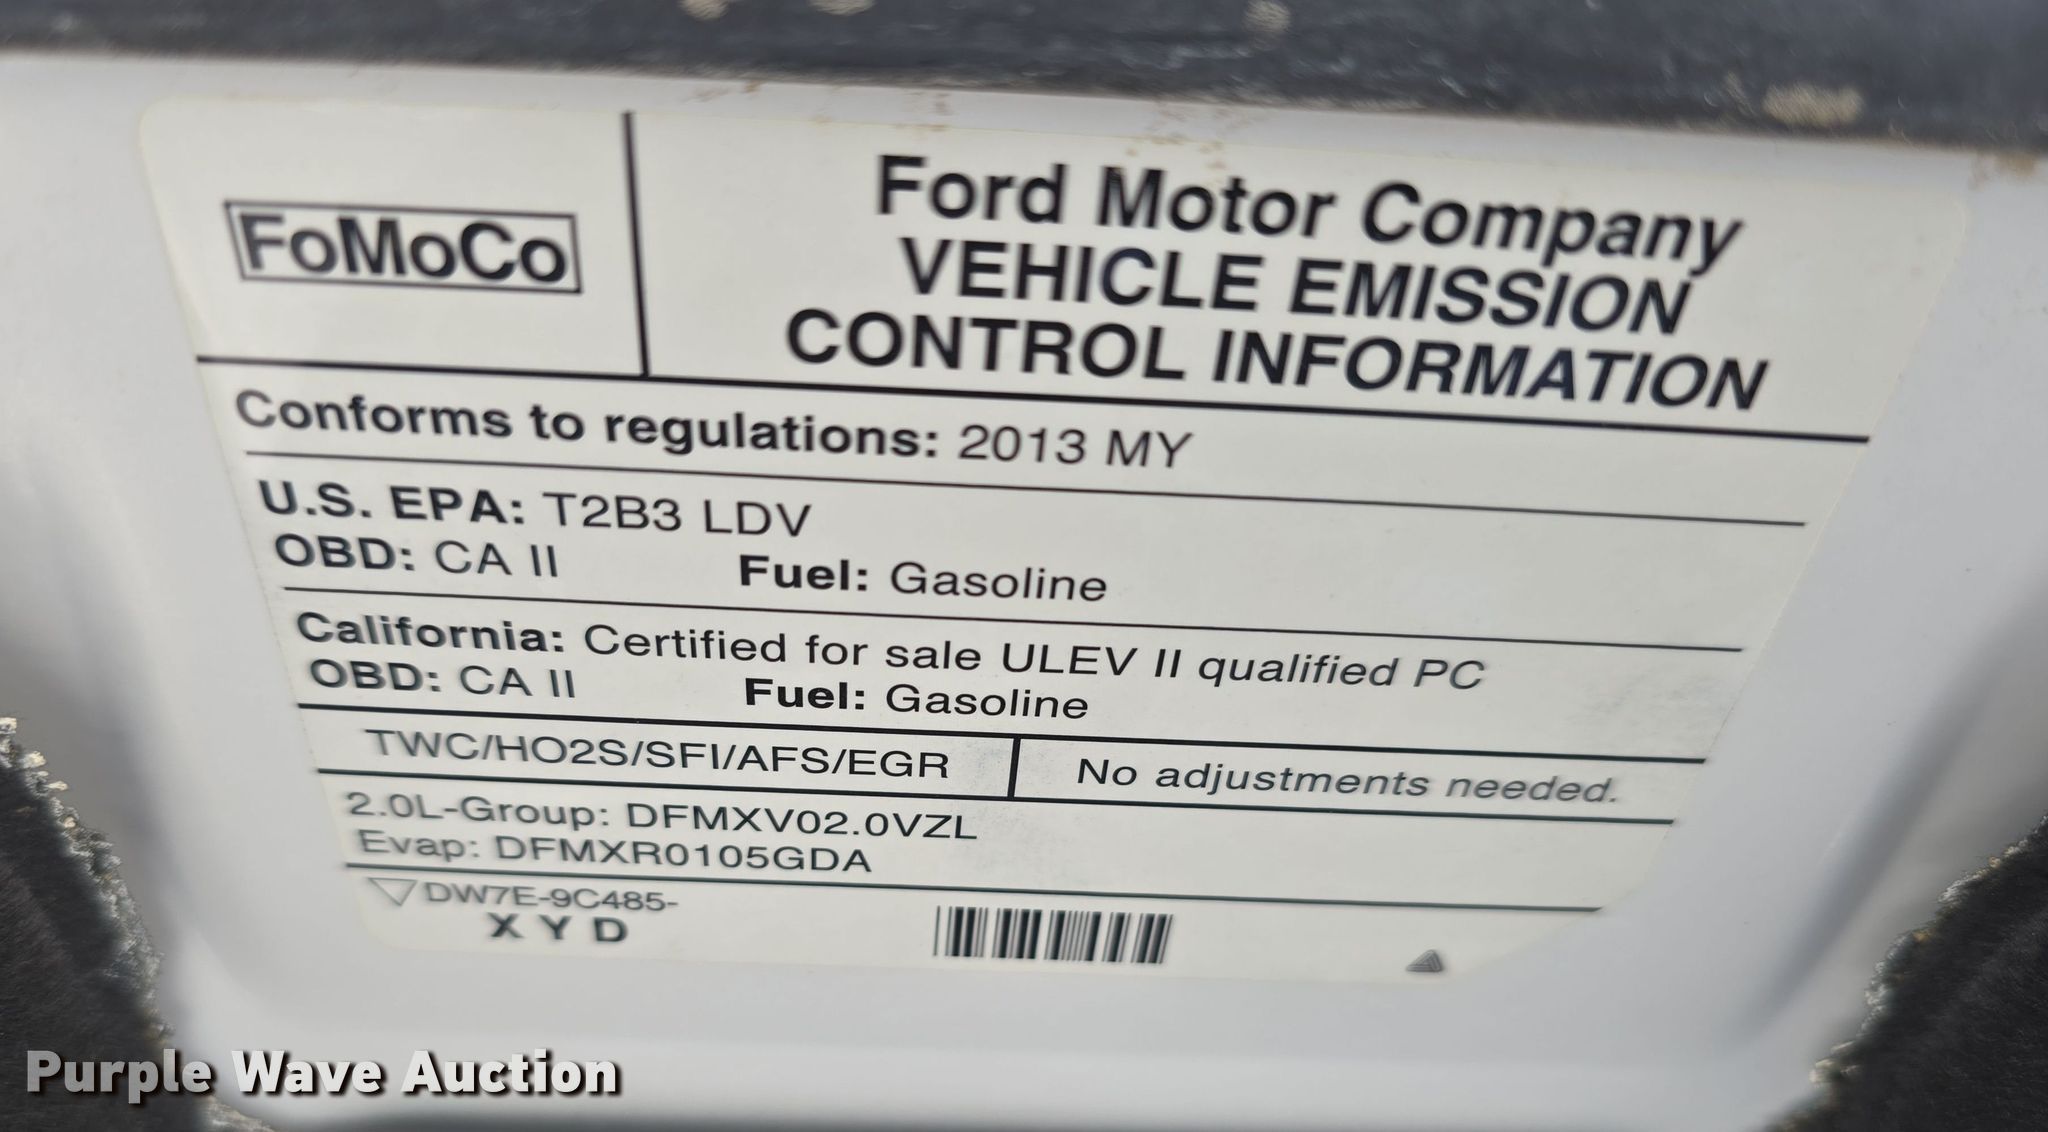 FoMoCo
Ford Motor Company
VEHICLE EMISSION
CONTROL INFORMATION
Conforms to regulations: 2013 MY
U.S. EPA: T2B3 LDV
OBD: CA II Fuel: Gasoline
California: Certified for sale ULEV II qualified PC
OBD: CA II Fuel: Gasoline
TWC/HO2S/SFI/AFS/EGR
No adjustments needed.
2.0L-Group: DFMXV02.0VZL
Evap: DFMXR0105GDA
DW7E-9C485-
X Y D
Purple Wave Auction